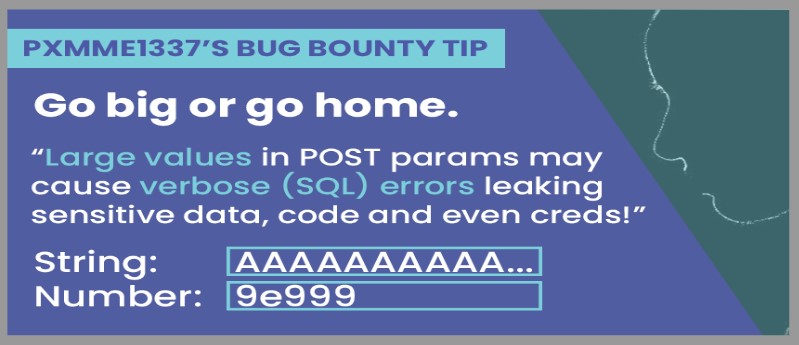 PXMME1337’S BUG BOUNTY TIP
Go big or go home.
“Large values in POST params may
cause verbose (SQL) errors leaking
sensitive data, code and even creds!”
String: AAAAAAAAAAA...
Number: 9e999